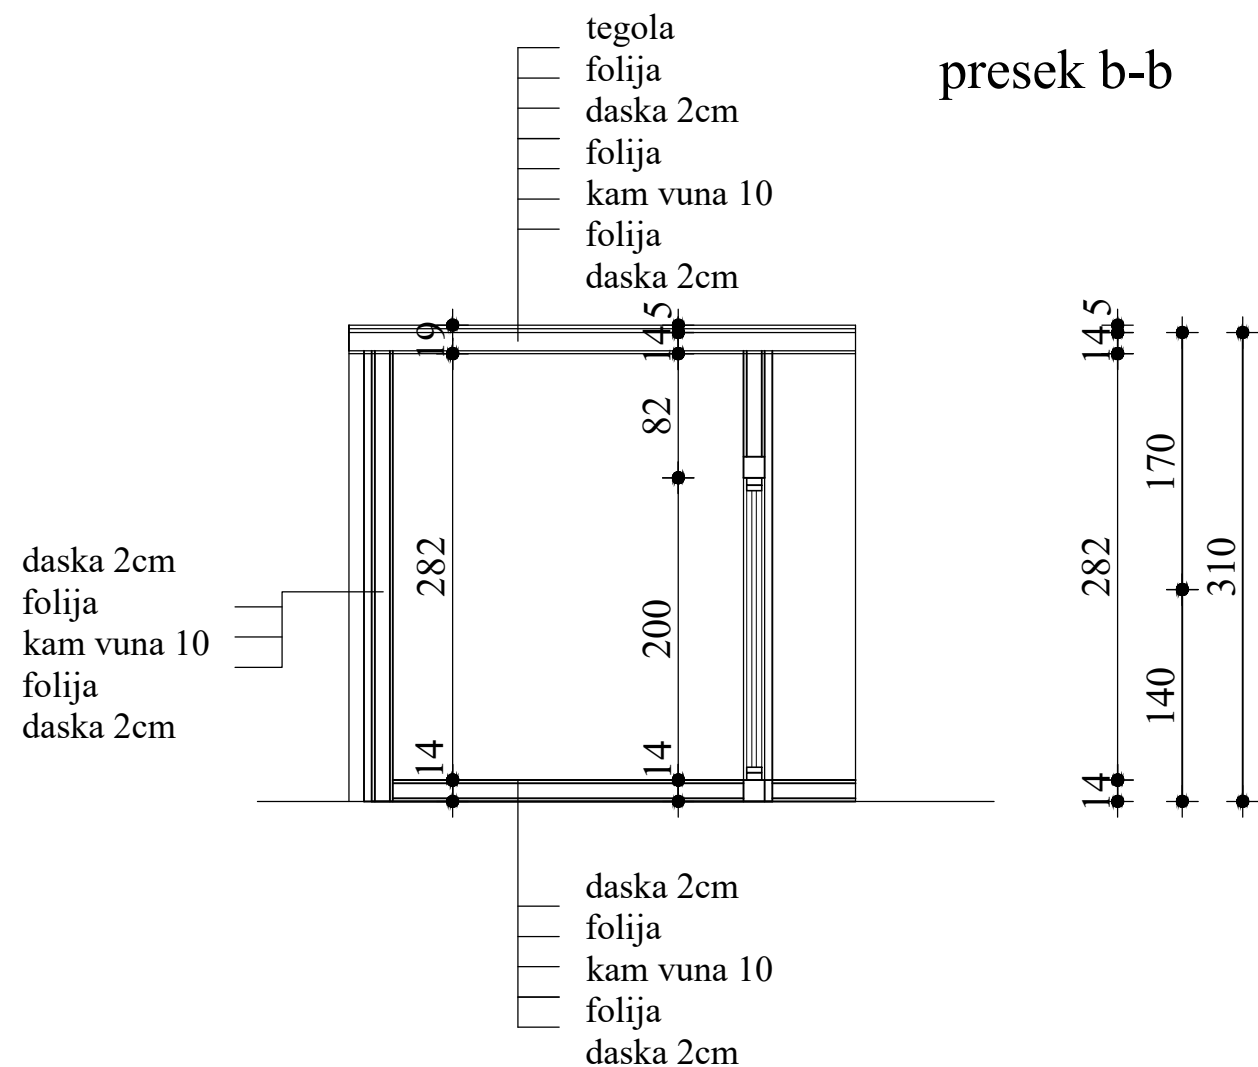 tegola
folija
daska 2cm
folija
kam vuna 10
folija
daska 2cm
presek b-b
19
5
14
82
282
200
14
14
5
14
282
14
170
140
310
daska 2cm
folija
kam vuna 10
folija
daska 2cm
daska 2cm
folija
kam vuna 10
folija
daska 2cm